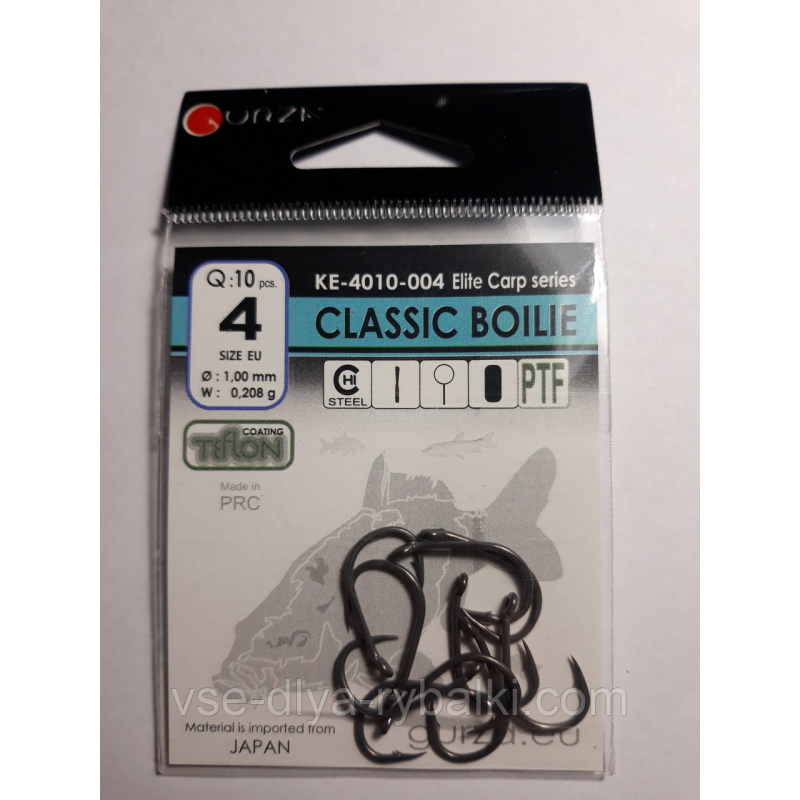 GURZA
Q:10 pcs.
4
SIZE EU
Ø : 1,00 mm
W : 0,208 g
KE-4010-004 Elite Carp series
CLASSIC BOILIE
CHI
STEEL
PTF
COATING
TEFLON
Made in
PRC
vse-dlya-rybalki.com
Material is imported from
JAPAN
gurza.eu